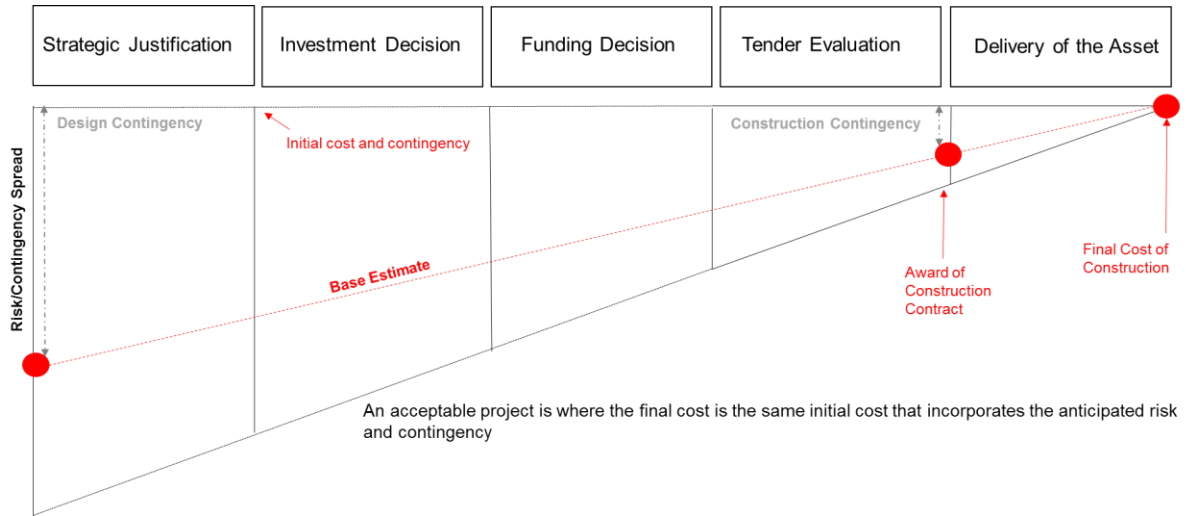 Strategic Justification
Investment Decision
Funding Decision
Tender Evaluation
Delivery of the Asset
Risk/Contingency Spread
Design Contingency
Initial cost and contingency
Construction Contingency
Base Estimate
Award of
Construction
Contract
Final Cost of
Construction
An acceptable project is where the final cost is the same initial cost that incorporates the anticipated risk
and contingency